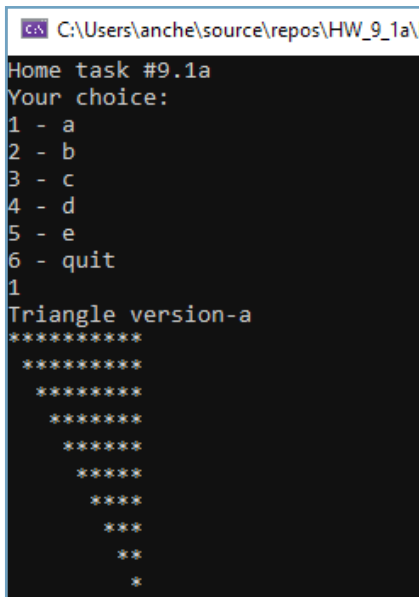 C:\Users\anche\source\repos\HW_9_1a\
Home task #9.1a
Your choice:
1 - a
2 - b
3 - c
4 - d
5 - e
6 - quit
1
Triangle version-a
**********
 *********
  ********
   *******
    ******
     *****
      ****
       ***
        **
         *